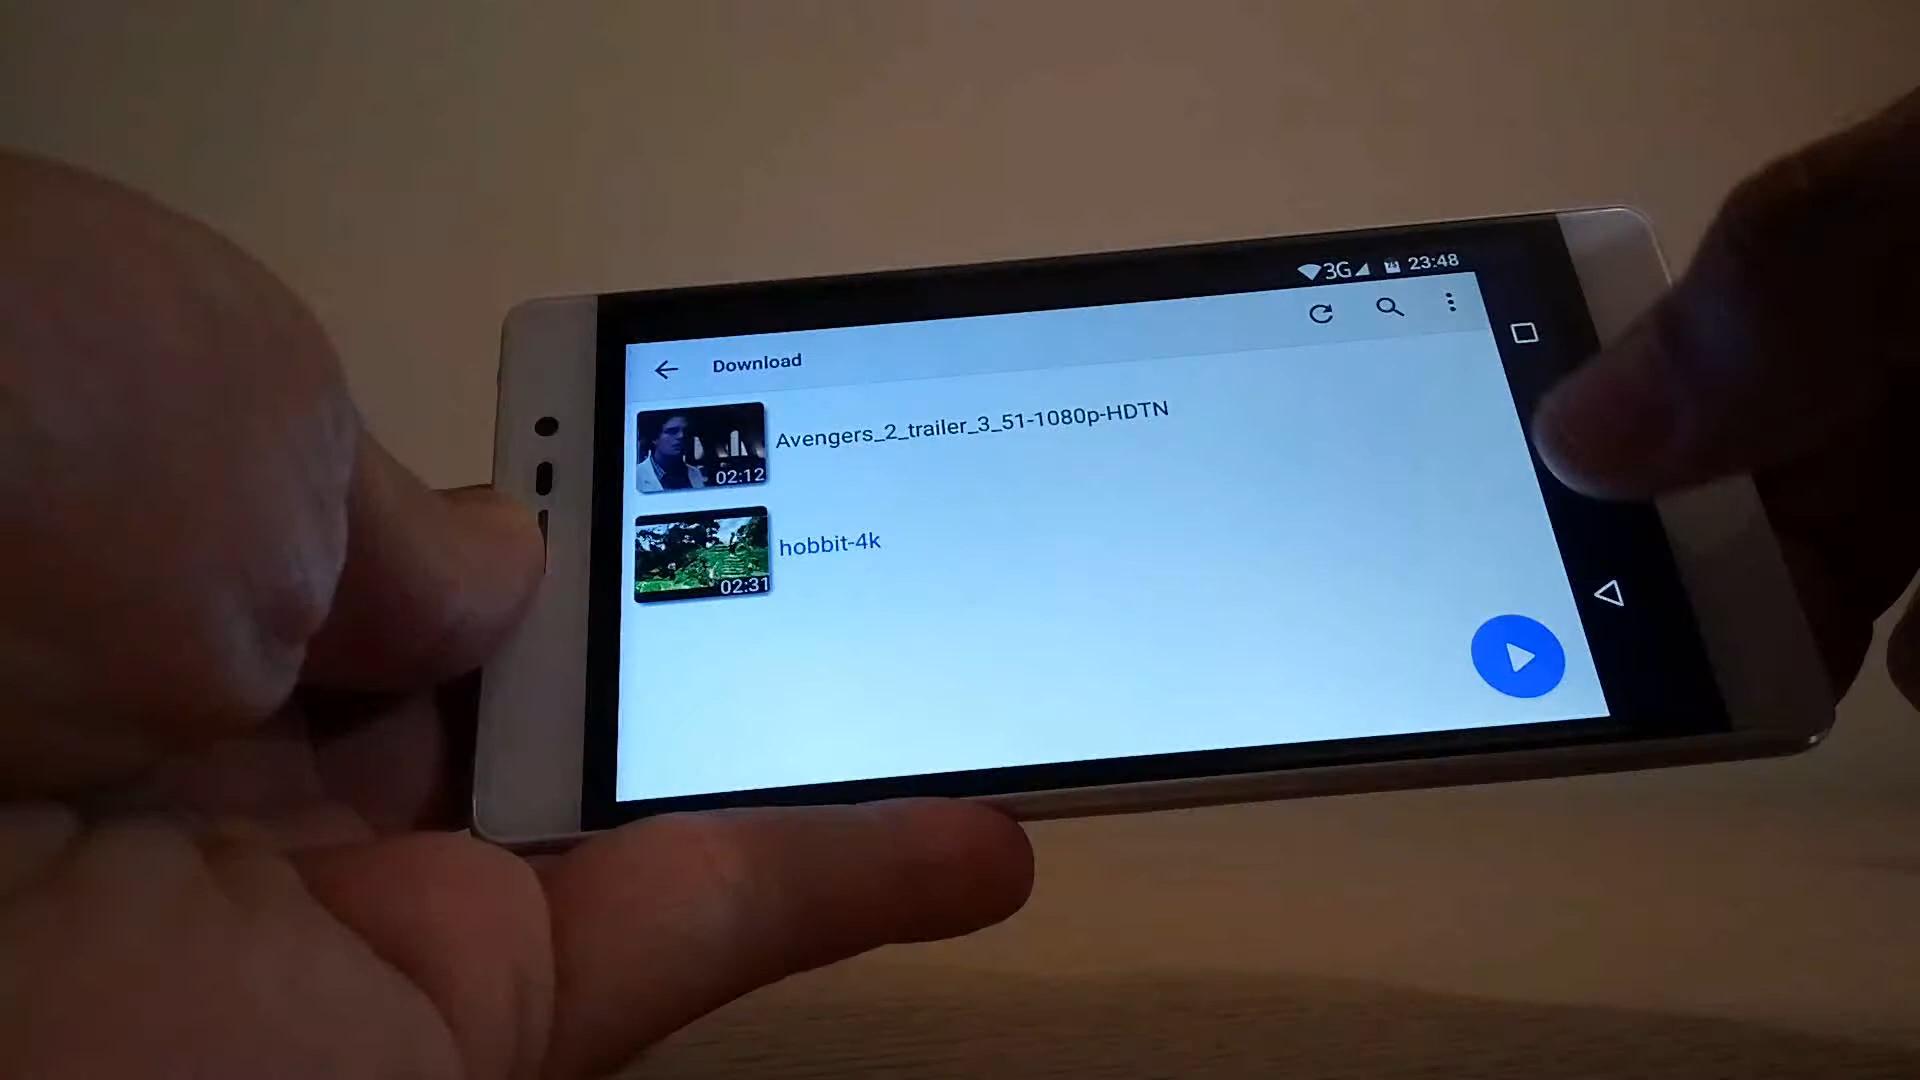 3G 23:48
Download
Avengers_2_trailer_3_51-1080p-HDTN
02:12
hobbit-4k
02:31